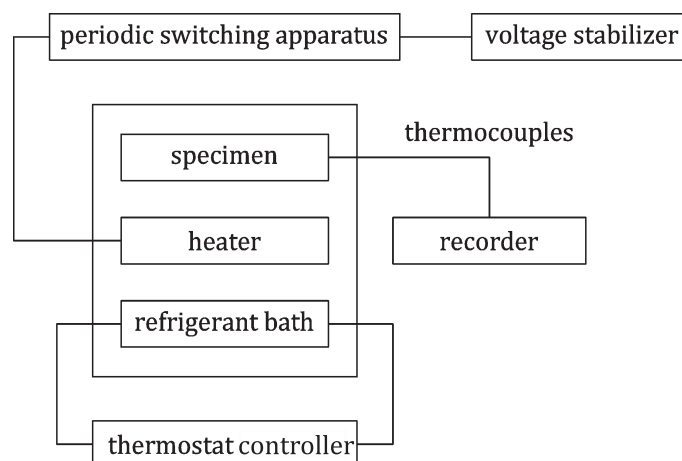 periodic switching apparatus
voltage stabilizer
thermocouples
specimen
heater
recorder
refrigerant bath
thermostat controller